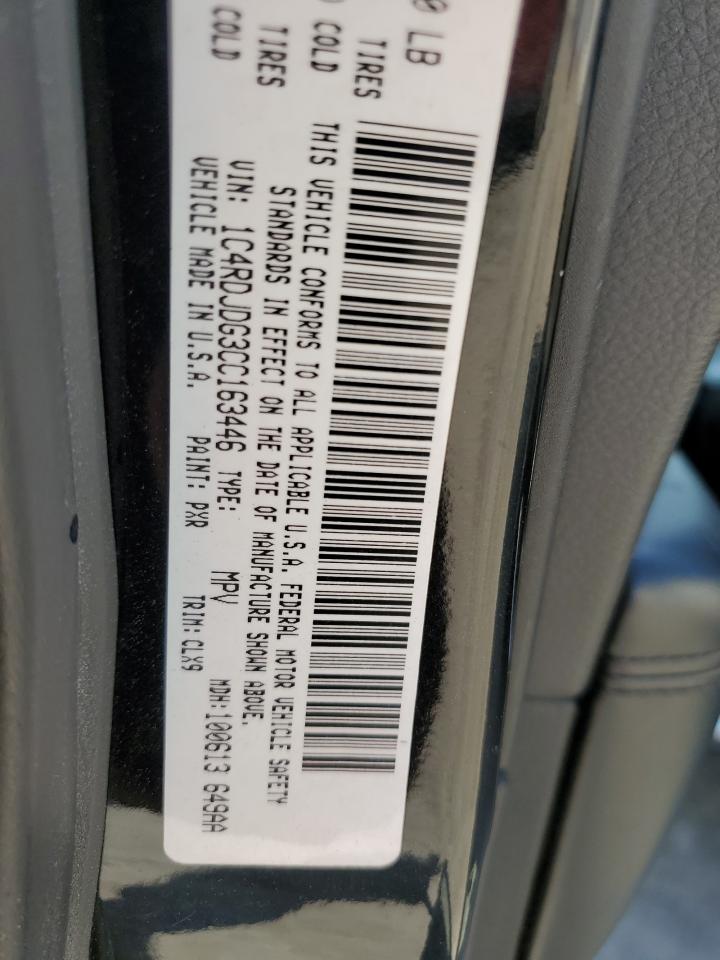 0 LB
TIRES
COLD
TIRES
COLD
THIS VEHICLE CONFORMS TO ALL APPLICABLE U.S.A. FEDERAL MOTOR VEHICLE SAFETY
STANDARDS IN EFFECT ON THE DATE OF MANUFACTURE SHOWN ABOVE.
VIN: 1C4RDJDG3CC163446 TYPE: MPV MDH:100613 649AA
VEHICLE MADE IN U.S.A. PAINT: PXR TRIM:CLX9